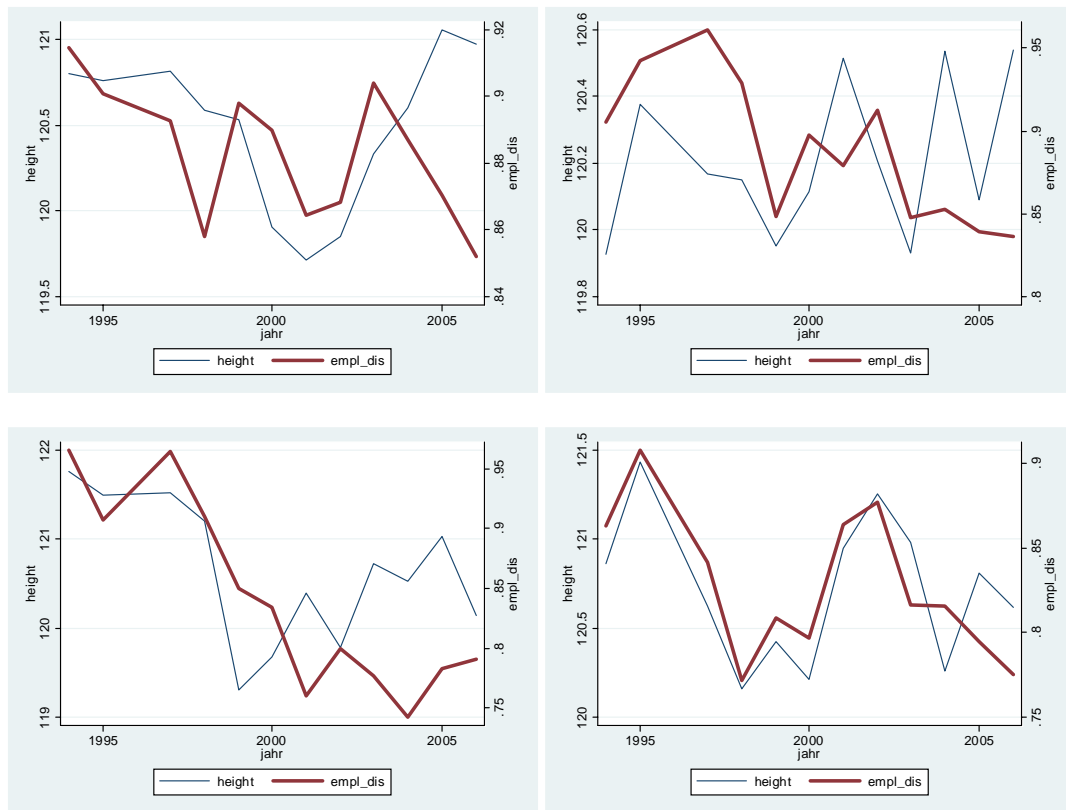 121
120.5
120
119.5
height
.92
.9
.88
.86
.84
empl_dis
1995 2000 2005
jahr
height empl_dis
120.6
120.4
120.2
120
119.8
height
.95
.9
.85
.8
empl_dis
1995 2000 2005
jahr
height empl_dis
122
121
120
119
height
.95
.9
.85
.8
.75
empl_dis
1995 2000 2005
jahr
height empl_dis
121.5
121
120.5
120
height
.9
.85
.8
.75
empl_dis
1995 2000 2005
jahr
height empl_dis